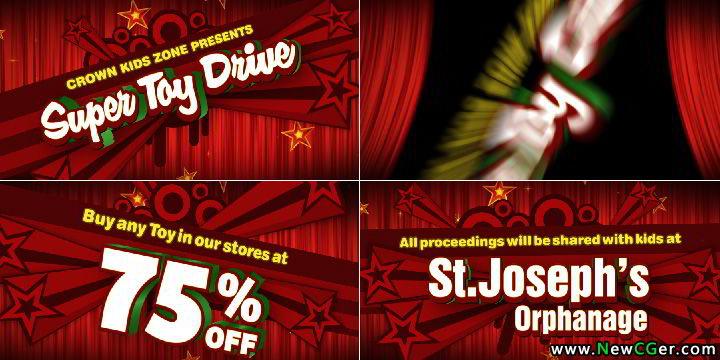 CROWN KIDS ZONE PRESENTS
Super Toy Drive
Buy any Toy in our stores at
75%
OFF
All proceedings will be shared with kids at
St.Joseph's
Orphanage
www.NewCGer.com